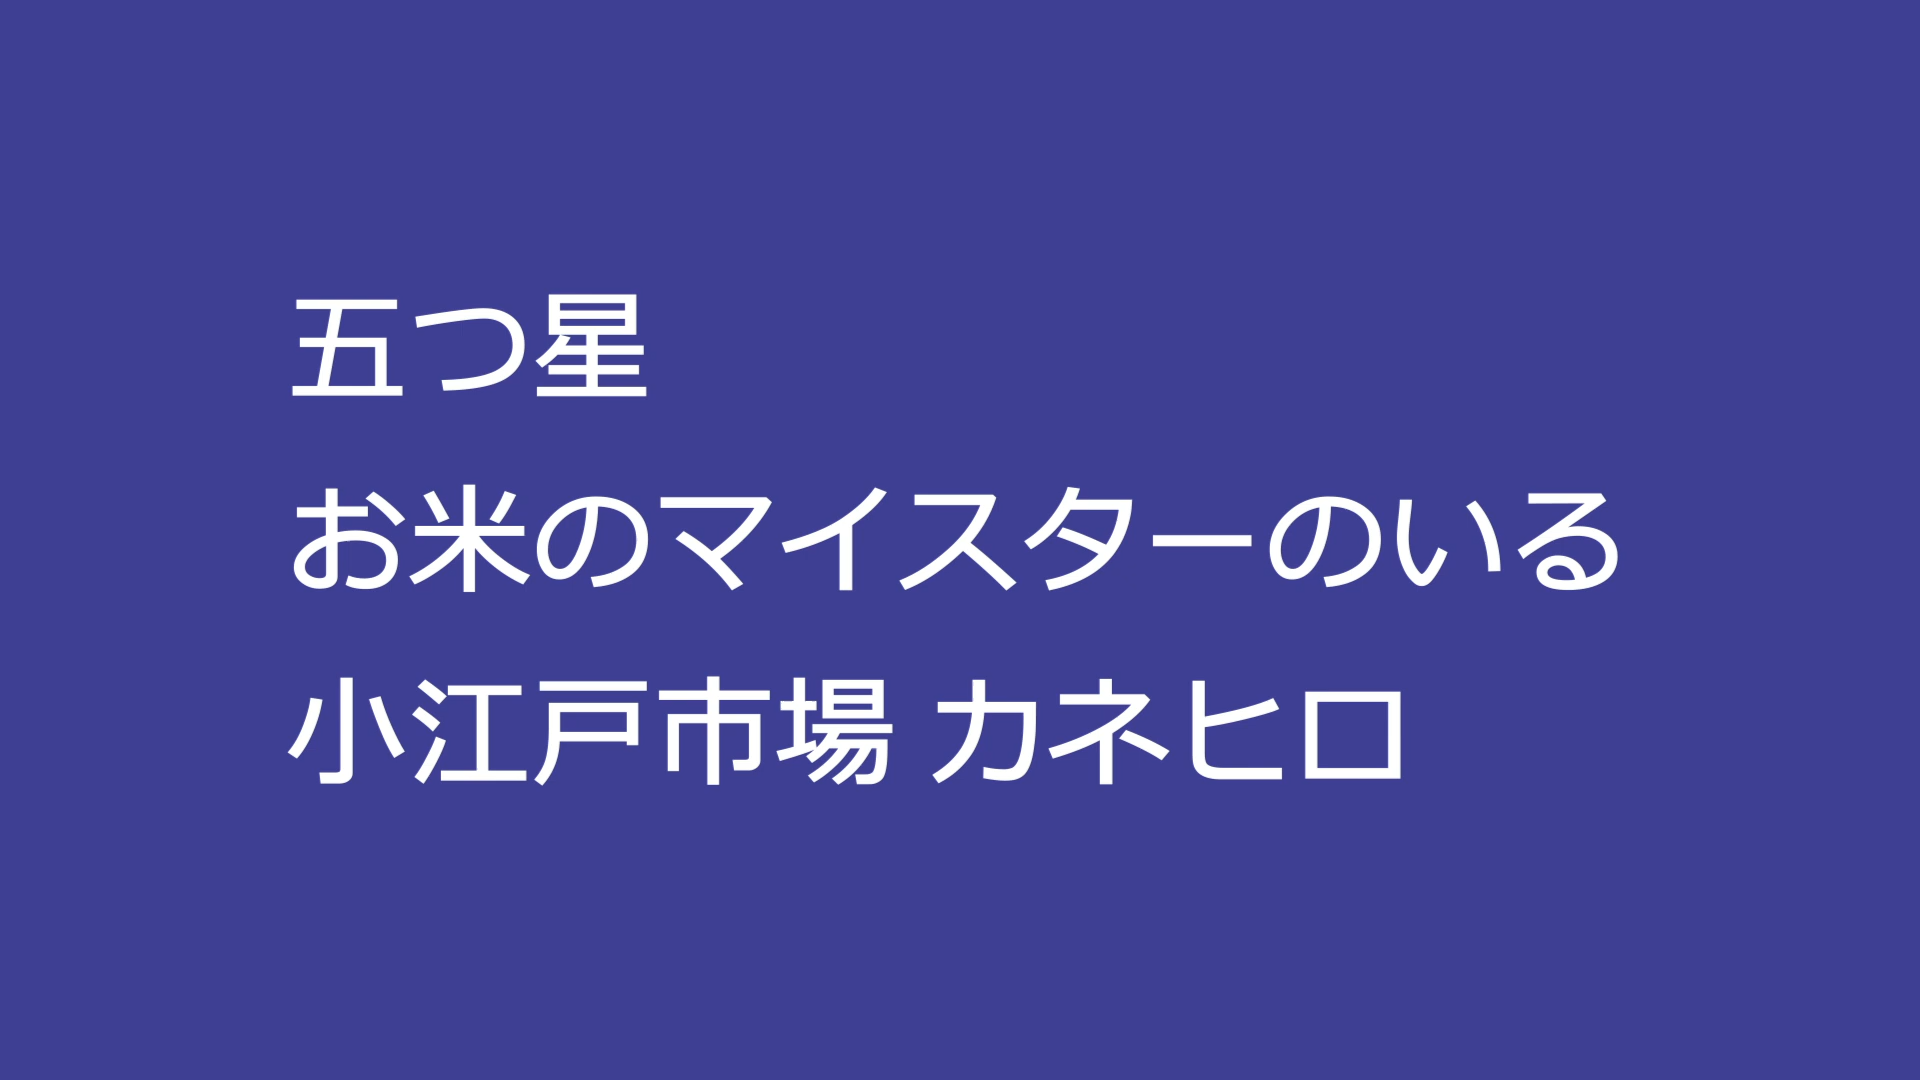 五つ星
お米のマイスターのいる
小江戸市場 カネヒロ